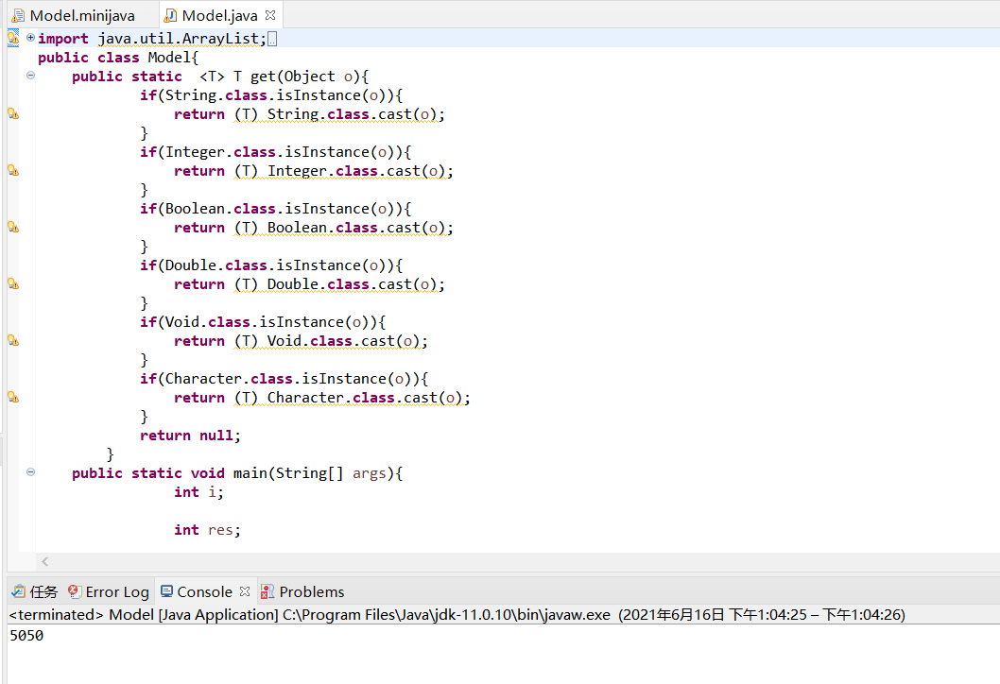 Model.minijava Model.java
import java.util.ArrayList;
public class Model{
public static <T> T get(Object o){
if(String.class.isInstance(o)){
return (T) String.class.cast(o);
}
if(Integer.class.isInstance(o)){
return (T) Integer.class.cast(o);
}
if(Boolean.class.isInstance(o)){
return (T) Boolean.class.cast(o);
}
if(Double.class.isInstance(o)){
return (T) Double.class.cast(o);
}
if(Void.class.isInstance(o)){
return (T) Void.class.cast(o);
}
if(Character.class.isInstance(o)){
return (T) Character.class.cast(o);
}
return null;
}
public static void main(String[] args){
int i;
int res;
任务 Error Log Console Problems
<terminated> Model [Java Application] C:\Program Files\Java\jdk-11.0.10\bin\javaw.exe (2021年6月16日 下午1:04:25 – 下午1:04:26)
5050